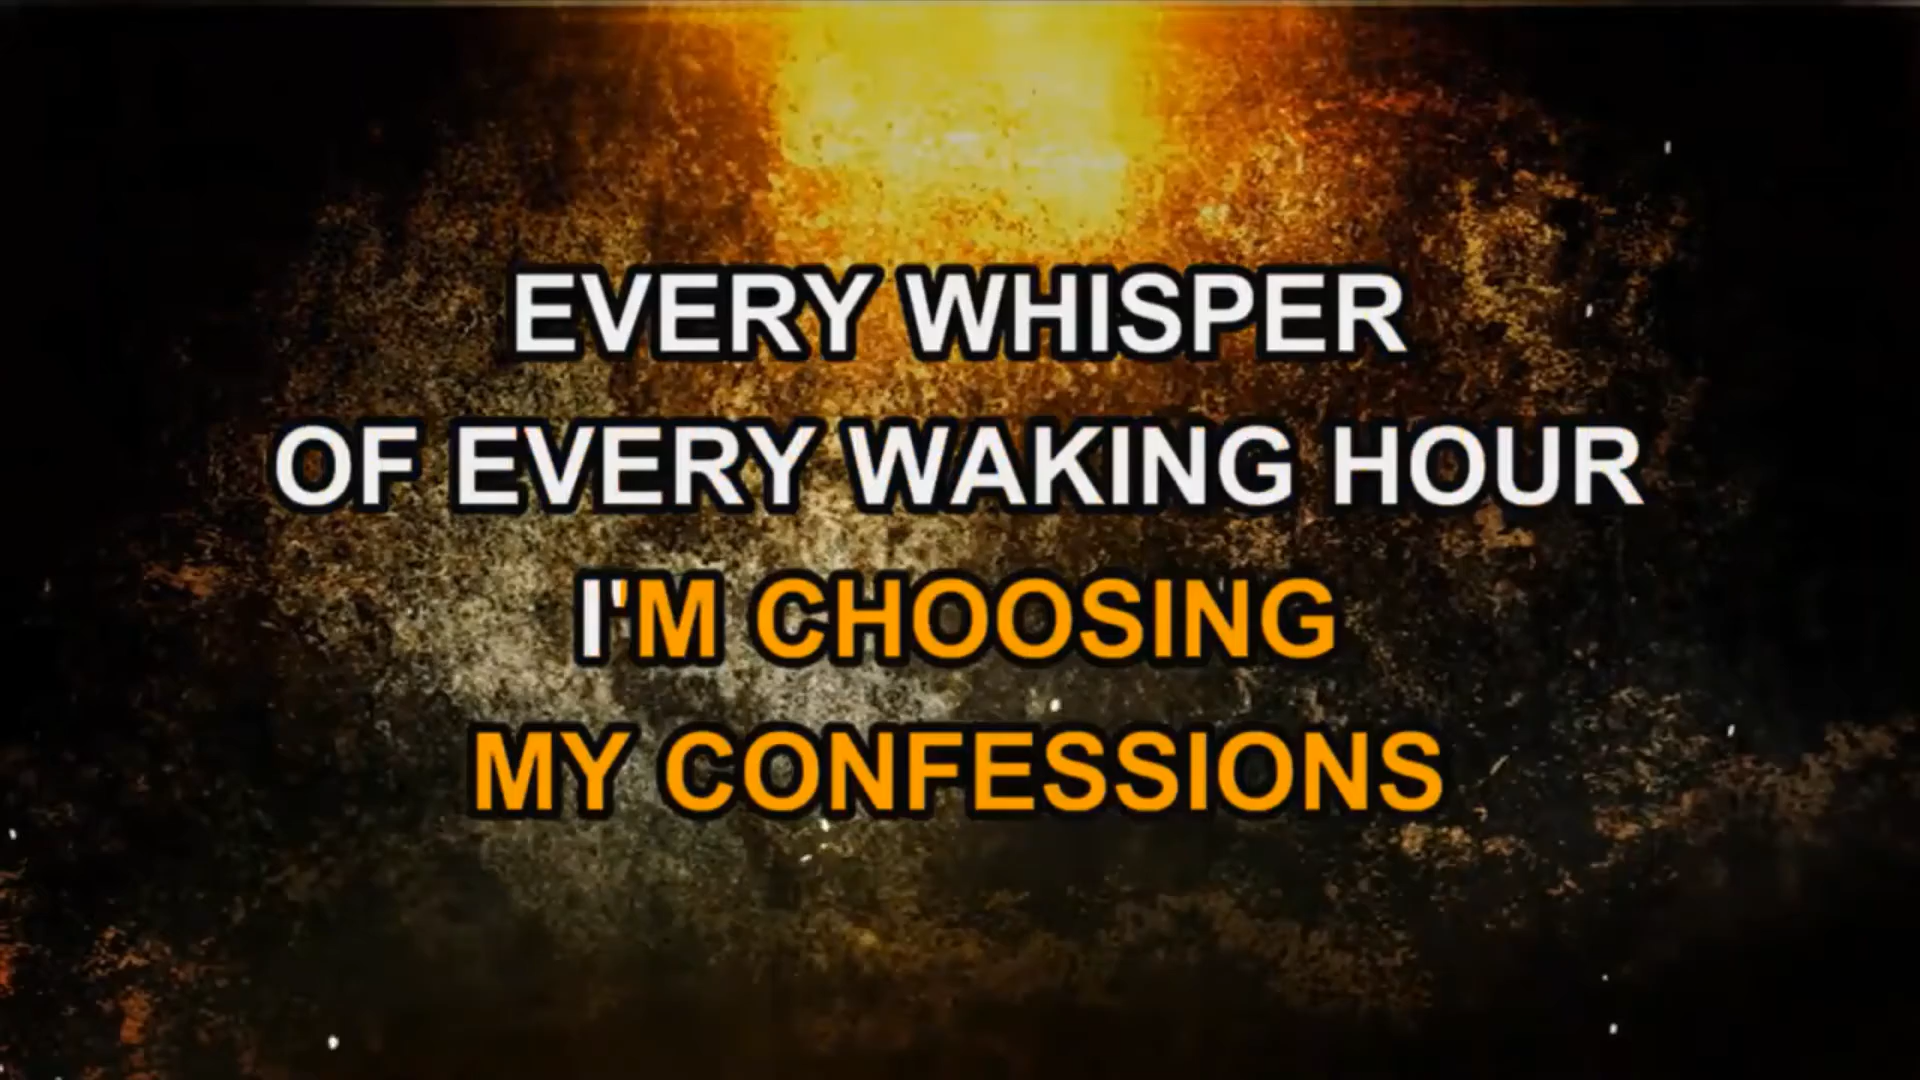 EVERY WHISPER
OF EVERY WAKING HOUR
I'M CHOOSING
MY CONFESSIONS